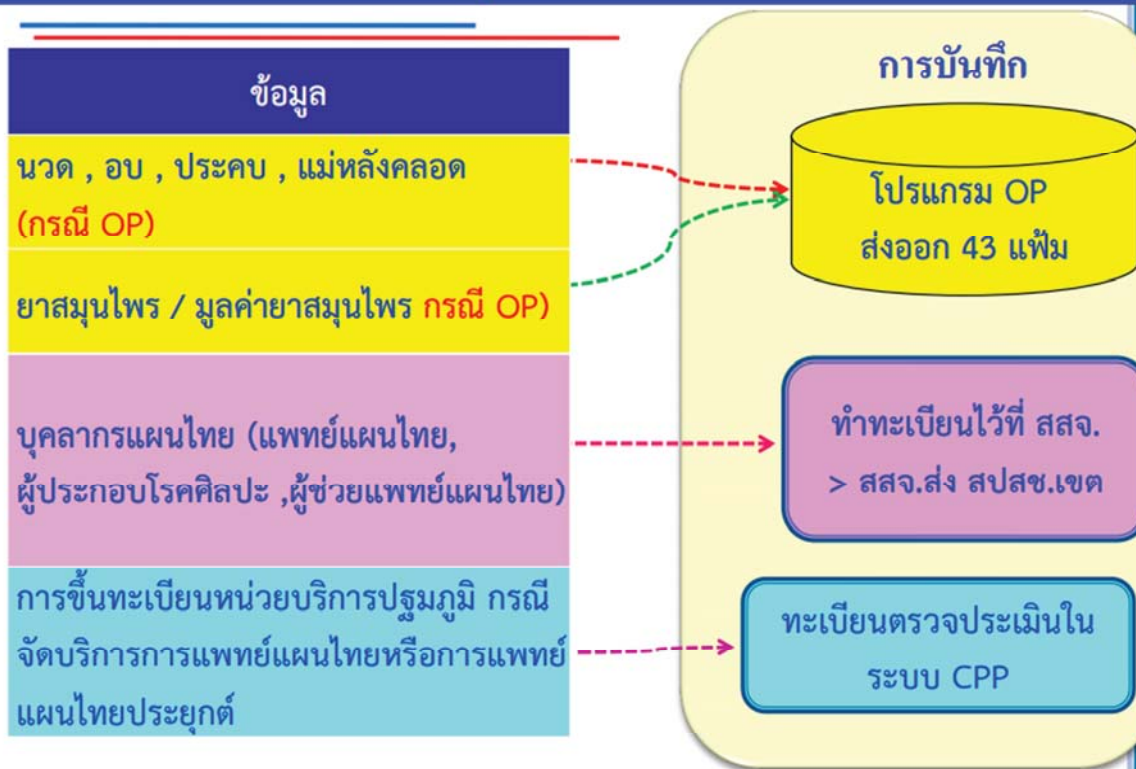 ข้อมูล
นวด , อบ , ประคบ , แม่หลังคลอด
(กรณี OP)
ยาสมุนไพร / มูลค่ายาสมุนไพร กรณี OP)
บุคลากรแผนไทย (แพทย์แผนไทย,
ผู้ประกอบโรคศิลปะ ,ผู้ช่วยแพทย์แผนไทย)
การขึ้นทะเบียนหน่วยบริการปฐมภูมิ กรณี
จัดบริการการแพทย์แผนไทยหรือการแพทย์
แผนไทยประยุกต์
การบันทึก
โปรแกรม OP
ส่งออก 43 แฟ้ม
ทำทะเบียนไว้ที่ สสจ.
> สสจ.ส่ง สปสช.เขต
ทะเบียนตรวจประเมินใน
ระบบ CPP